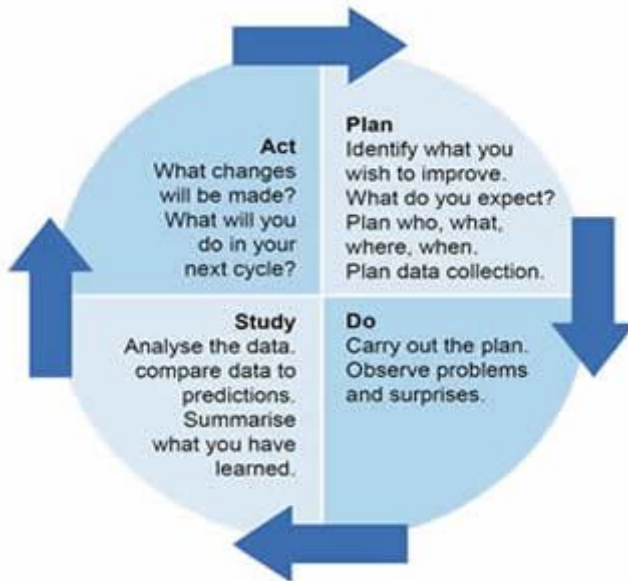 Act
What changes
will be made?
What will you
do in your
next cycle?
Plan
Identify what you
wish to improve.
What do you expect?
Plan who, what,
where, when.
Plan data collection.
Study
Analyse the data.
compare data to
predictions.
Summarise
what you have
learned.
Do
Carry out the plan.
Observe problems
and surprises.